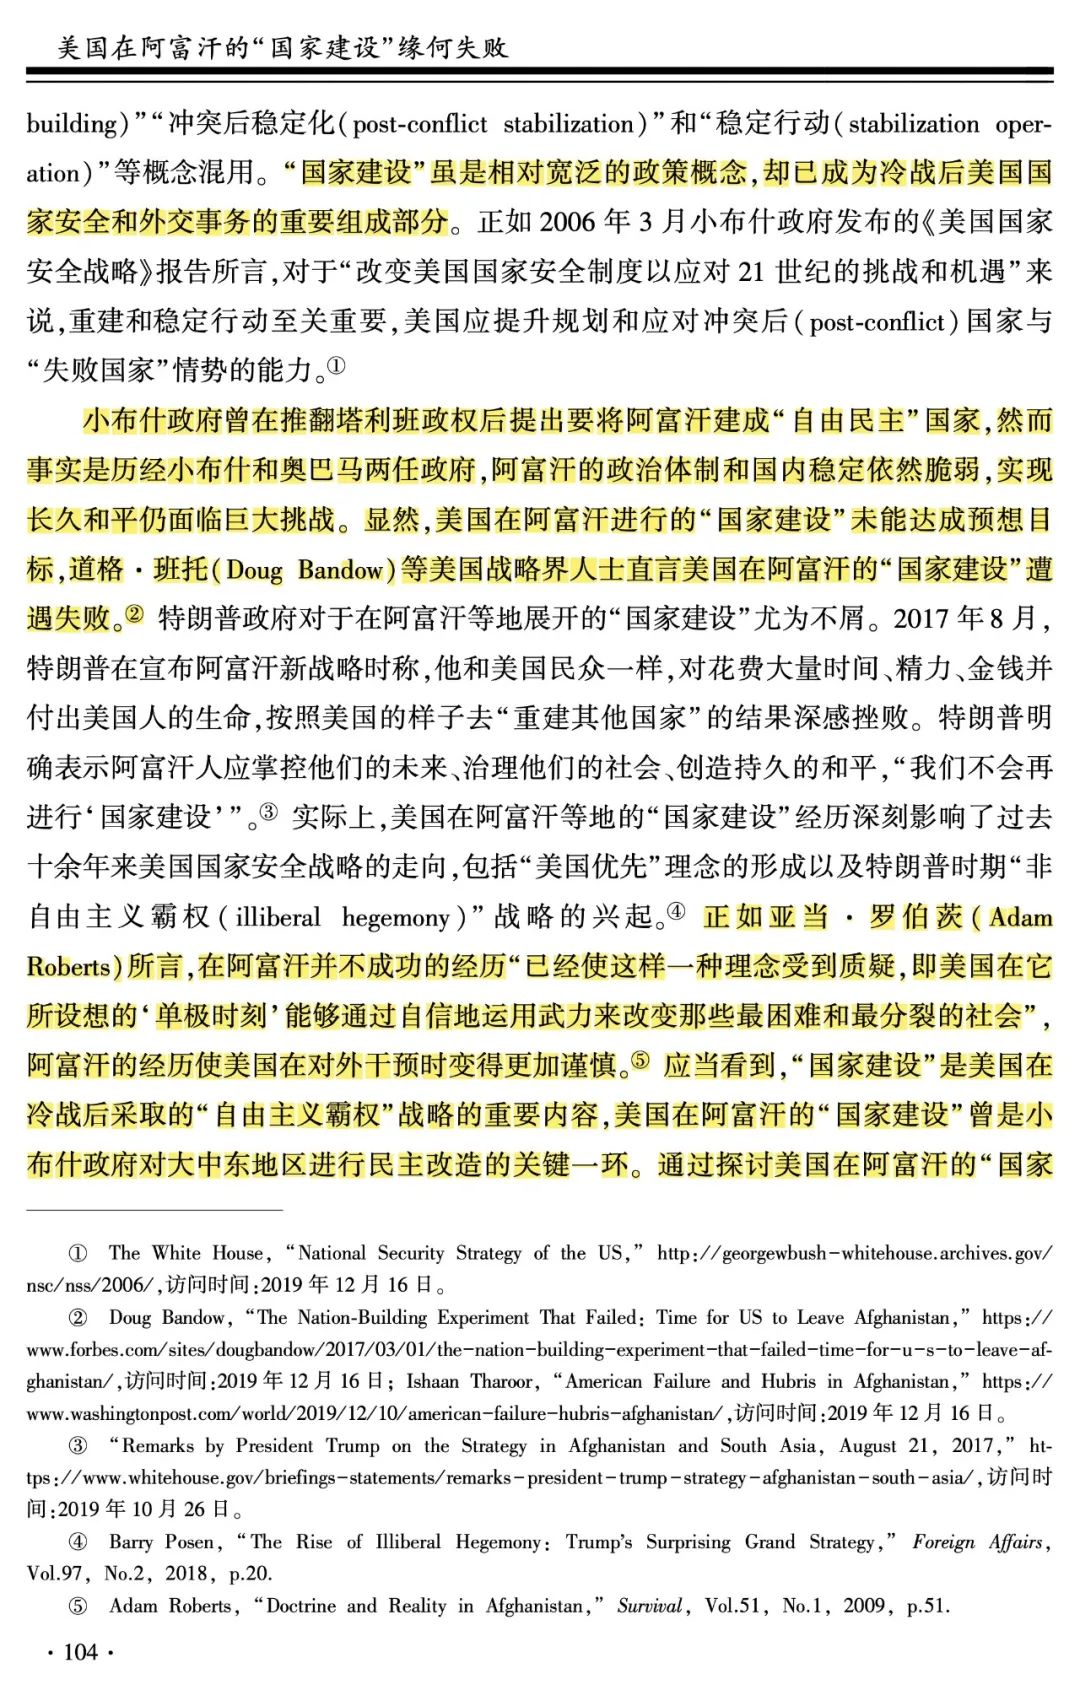 美国在阿富汗的“国家建设”缘何失败
building)”“冲突后稳定化(post-conflict stabilization)”和“稳定行动(stabilization oper-
ation)”等概念混用。“国家建设”虽是相对宽泛的政策概念,却已成为冷战后美国国
家安全和外交事务的重要组成部分。正如 2006 年 3 月小布什政府发布的《美国国家
安全战略》报告所言,对于“改变美国国家安全制度以应对 21 世纪的挑战和机遇”来
说,重建和稳定行动至关重要,美国应提升规划和应对冲突后(post-conflict)国家与
“失败国家”情势的能力。①
小布什政府曾在推翻塔利班政权后提出要将阿富汗建成“自由民主”国家,然而
事实是历经小布什和奥巴马两任政府,阿富汗的政治体制和国内稳定依然脆弱,实现
长久和平仍面临巨大挑战。显然,美国在阿富汗进行的“国家建设”未能达成预想目
标,道格·班托(Doug Bandow)等美国战略界人士直言美国在阿富汗的“国家建设”遭
遇失败。② 特朗普政府对于在阿富汗等地展开的“国家建设”尤为不屑。2017 年 8 月,
特朗普在宣布阿富汗新战略时称,他和美国民众一样,对花费大量时间、精力、金钱并
付出美国人的生命,按照美国的样子去“重建其他国家”的结果深感挫败。特朗普明
确表示阿富汗人应掌控他们的未来、治理他们的社会、创造持久的和平,“我们不会再
进行‘国家建设’”。③ 实际上,美国在阿富汗等地的“国家建设”经历深刻影响了过去
十余年来美国国家安全战略的走向,包括“美国优先”理念的形成以及特朗普时期“非
自由主义霸权(illiberal hegemony)”战略的兴起。④ 正如亚当·罗伯茨(Adam
Roberts)所言,在阿富汗并不成功的经历“已经使这样一种理念受到质疑,即美国在它
所设想的‘单极时刻’能够通过自信地运用武力来改变那些最困难和最分裂的社会”,
阿富汗的经历使美国在对外干预时变得更加谨慎。⑤ 应当看到,“国家建设”是美国在
冷战后采取的“自由主义霸权”战略的重要内容,美国在阿富汗的“国家建设”曾是小
布什政府对大中东地区进行民主改造的关键一环。通过探讨美国在阿富汗的“国家
① The White House, “National Security Strategy of the US,” http://georgewbush-whitehouse.archives.gov/
nsc/nss/2006/,访问时间:2019 年 12 月 16 日。
② Doug Bandow, “The Nation-Building Experiment That Failed: Time for US to Leave Afghanistan,” https://
www.forbes.com/sites/dougbandow/2017/03/01/the-nation-building-experiment-that-failed-time-for-u-s-to-leave-af-
ghanistan/,访问时间:2019 年 12 月 16 日; Ishaan Tharoor, “American Failure and Hubris in Afghanistan,” https://
www.washingtonpost.com/world/2019/12/10/american-failure-hubris-afghanistan/,访问时间:2019 年 12 月 16 日。
③ “Remarks by President Trump on the Strategy in Afghanistan and South Asia, August 21, 2017,” ht-
tps://www.whitehouse.gov/briefings-statements/remarks-president-trump-strategy-afghanistan-south-asia/,访问时
间:2019 年 10 月 26 日。
④ Barry Posen, “The Rise of Illiberal Hegemony: Trump’s Surprising Grand Strategy,” Foreign Affairs,
Vol.97, No.2, 2018, p.20.
⑤ Adam Roberts, “Doctrine and Reality in Afghanistan,” Survival, Vol.51, No.1, 2009, p.51.
· 104 ·